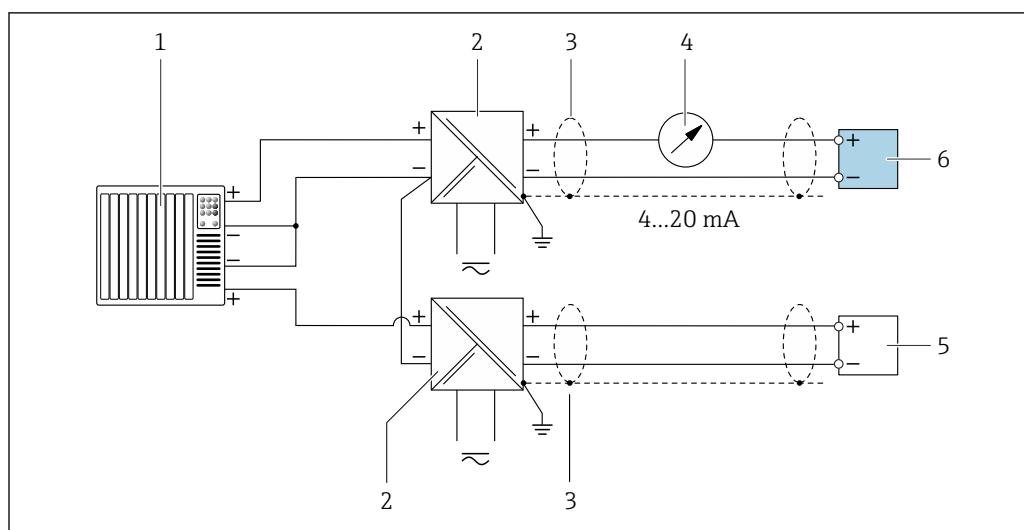 1 2 3 4
+ + +
+ - - + - 6
- 4...20 mA
-
+
+ + +
- - - 5
2 3